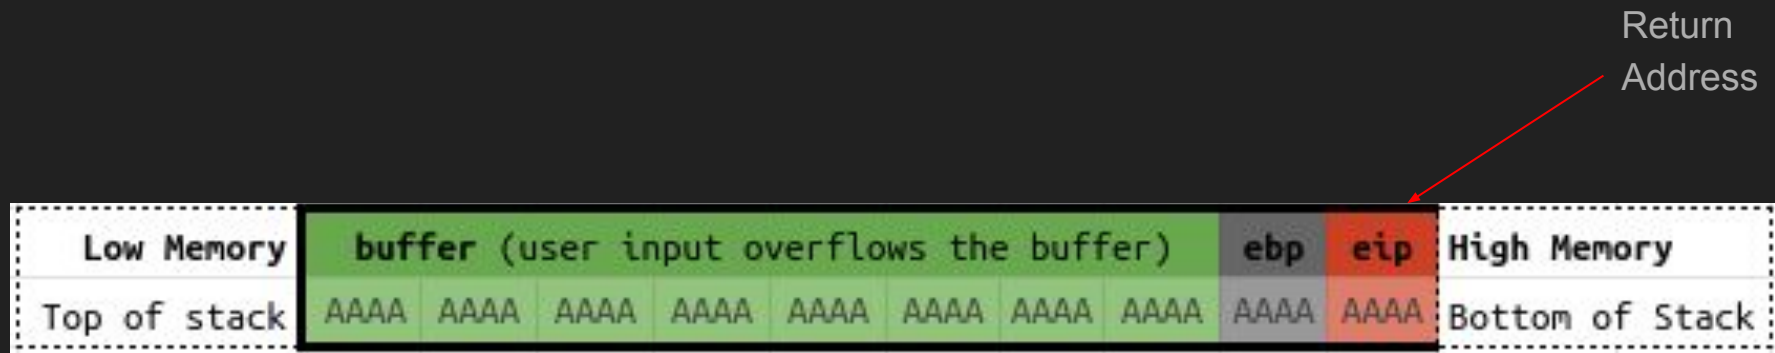 Return
Address
Low Memory buffer (user input overflows the buffer) ebp eip High Memory
Top of stack AAAA AAAA AAAA AAAA AAAA AAAA AAAA AAAA AAAA AAAA Bottom of Stack